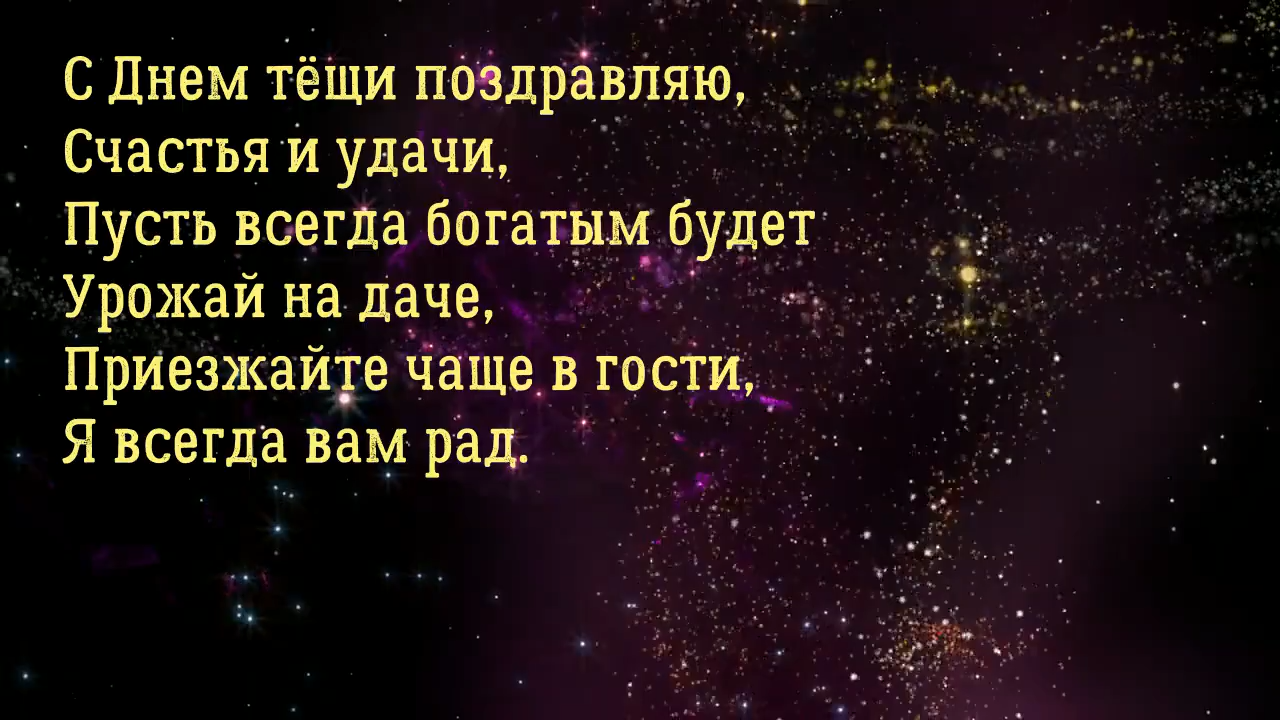 С Днем тёщи поздравляю,
Счастья и удачи,
Пусть всегда богатым будет
Урожай на даче,
Приезжайте чаще в гости,
Я всегда вам рад.